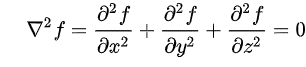 ∇²f = ∂²f/∂x² + ∂²f/∂y² + ∂²f/∂z² = 0